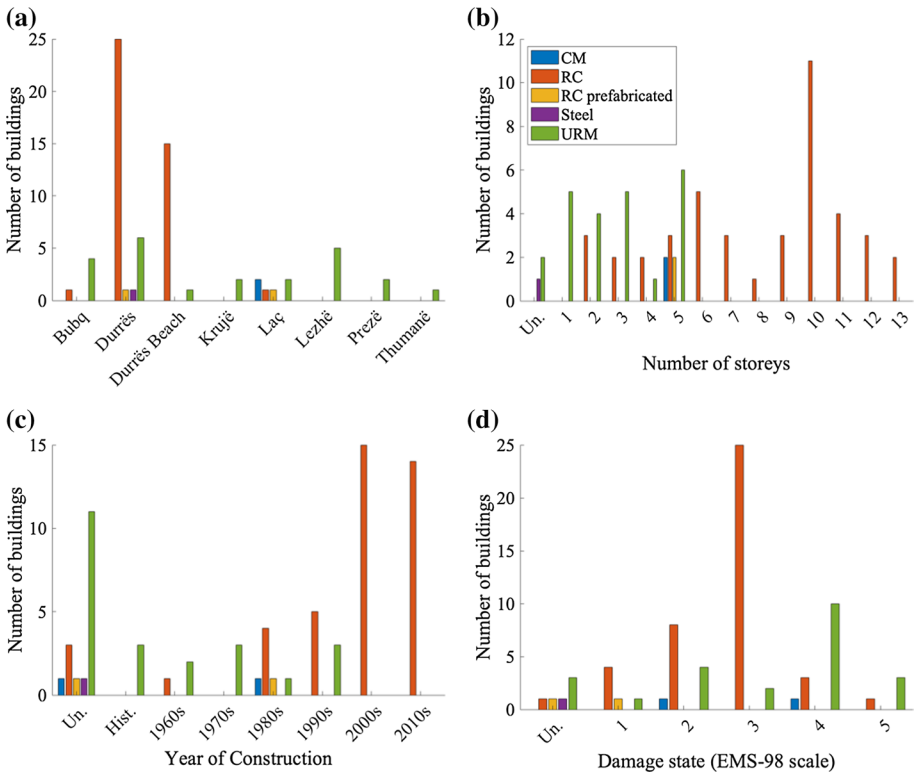 (a)
Number of buildings
25
20
15
10
5
0
Bubq
Durrës
Durrës Beach
Krujë
Laç
Lezhë
Prezë
Thumanë
(b)
Number of buildings
12
10
8
6
4
2
0
CM
RC
RC prefabricated
Steel
URM
Un.
1
2
3
4
5
6
7
8
9
10
11
12
13
Number of storeys
(c)
Number of buildings
15
10
5
0
Un.
Hist.
1960s
1970s
1980s
1990s
2000s
2010s
Year of Construction
(d)
Number of buildings
25
20
15
10
5
0
Un.
1
2
3
4
5
Damage state (EMS-98 scale)